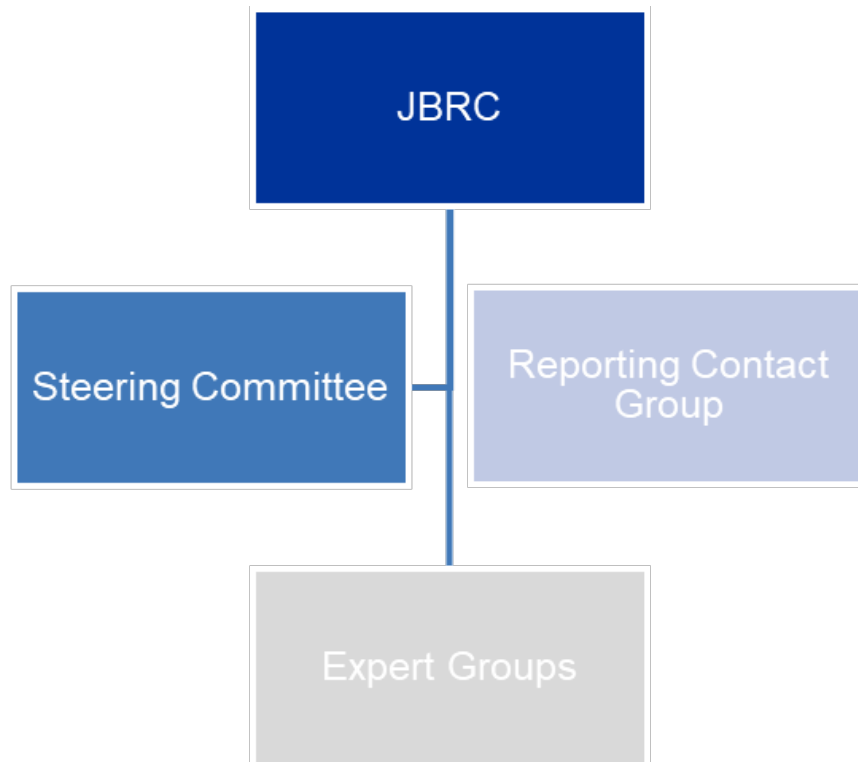 JBRC
Steering Committee
Reporting Contact
Group
Expert Groups